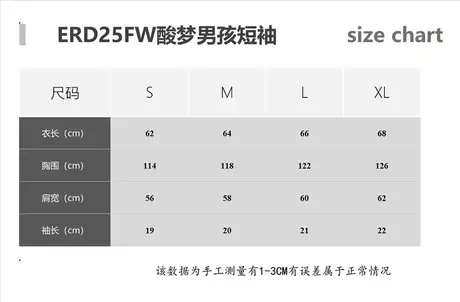 ERD25FW酸梦男孩短袖 size chart
尺码 S M L XL
衣长（cm） 62 64 66 68
胸围（cm） 114 118 122 126
肩宽（cm） 56 58 60 62
袖长（cm） 19 20 21 22
该数据为手工测量有1-3CM有误差属于正常情况